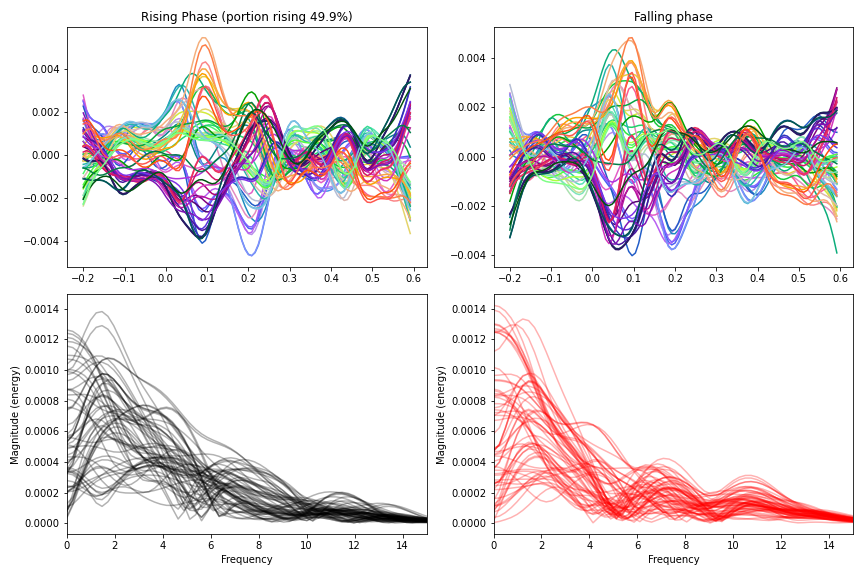 Rising Phase (portion rising 49.9%)
0.004
0.002
0.000
−0.002
−0.004
−0.2 −0.1 0.0 0.1 0.2 0.3 0.4 0.5 0.6
Falling phase
0.004
0.002
0.000
−0.002
−0.004
−0.2 −0.1 0.0 0.1 0.2 0.3 0.4 0.5 0.6
Magnitude (energy)
0.0014
0.0012
0.0010
0.0008
0.0006
0.0004
0.0002
0.0000
0 2 4 6 8 10 12 14
Frequency
Magnitude (energy)
0.0014
0.0012
0.0010
0.0008
0.0006
0.0004
0.0002
0.0000
0 2 4 6 8 10 12 14
Frequency